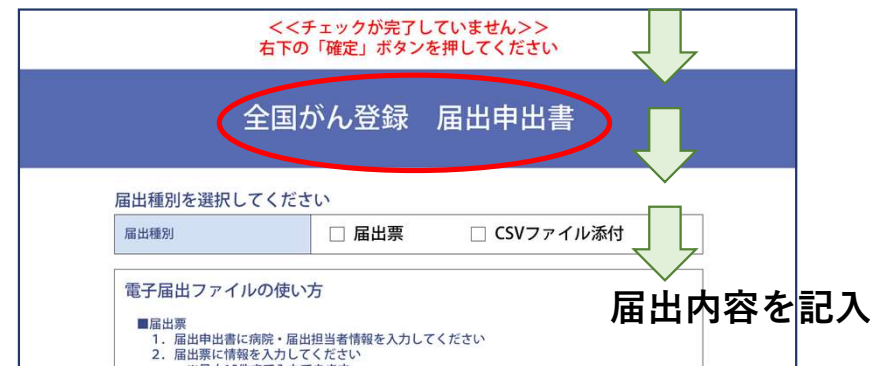 <<チェックが完了していません>>
右下の「確定」ボタンを押してください
全国がん登録 届出申出書
届出種別を選択してください
届出種別 □ 届出票 □ CSVファイル添付
電子届出ファイルの使い方
届出内容を記入
■届出票
1. 届出申出書に病院・届出担当者情報を入力してください
2. 届出票に情報を入力してください